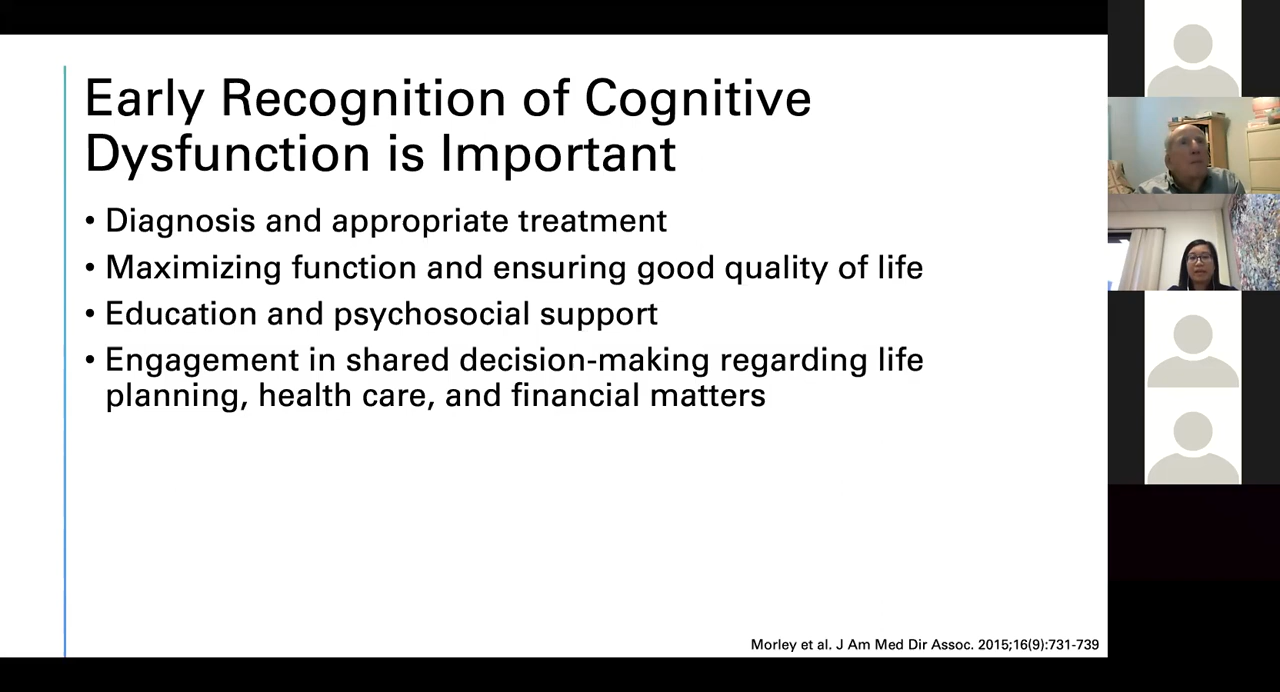 Early Recognition of Cognitive
Dysfunction is Important
• Diagnosis and appropriate treatment
• Maximizing function and ensuring good quality of life
• Education and psychosocial support
• Engagement in shared decision-making regarding life
planning, health care, and financial matters
Morley et al. J Am Med Dir Assoc. 2015;16(9):731-739